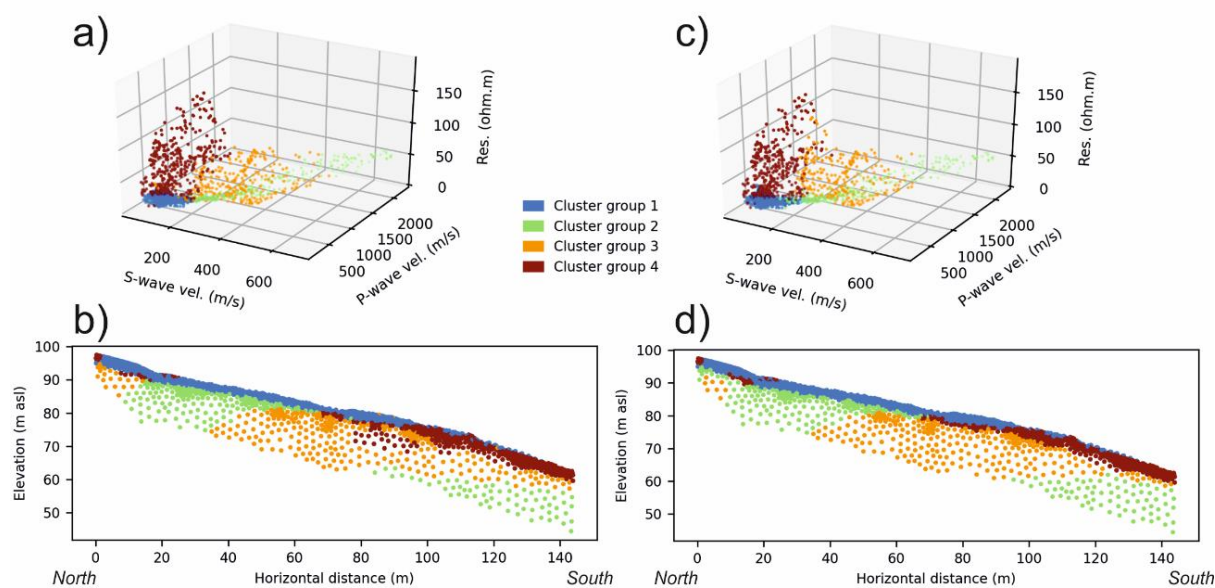 a)
150
100
50
0
Res. (ohm.m)
2000
1500
1000
500
P-wave vel. (m/s)
200
400
600
S-wave vel. (m/s)
Cluster group 1
Cluster group 2
Cluster group 3
Cluster group 4
c)
150
100
50
0
Res. (ohm.m)
2000
1500
1000
500
P-wave vel. (m/s)
200
400
600
S-wave vel. (m/s)
b)
100
90
80
70
60
50
Elevation (m asl)
0 20 40 60 80 100 120 140
North Horizontal distance (m) South
d)
100
90
80
70
60
50
Elevation (m asl)
0 20 40 60 80 100 120 140
North Horizontal distance (m) South